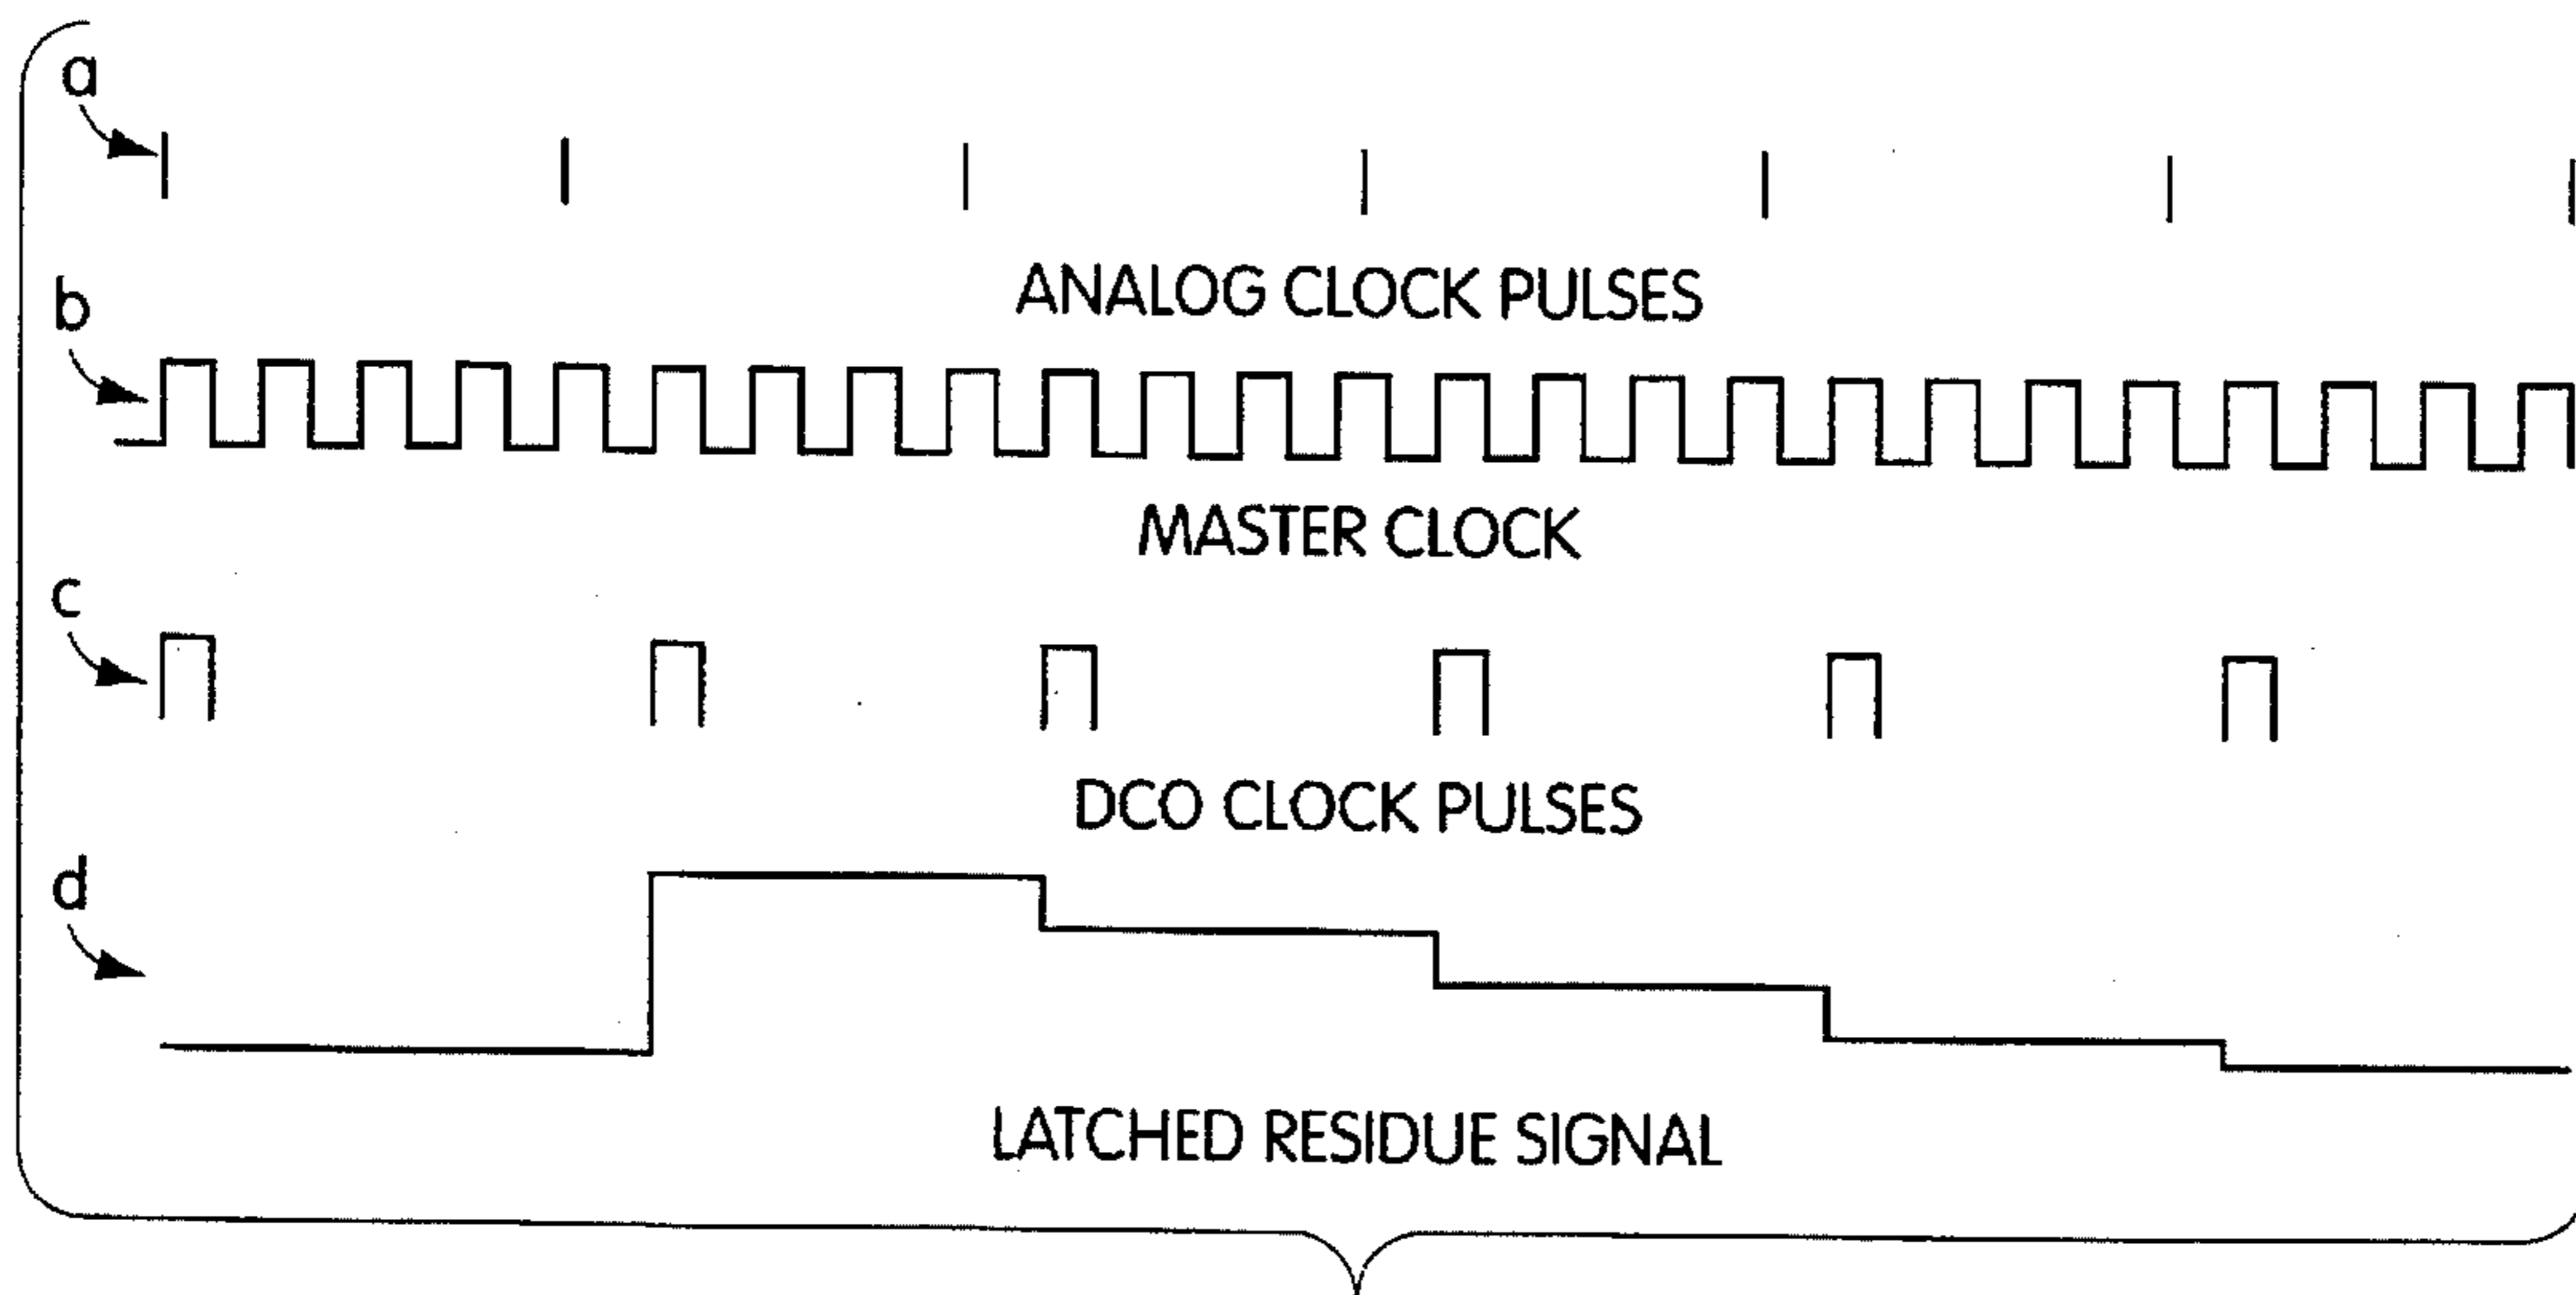 a
ANALOG CLOCK PULSES
b
MASTER CLOCK
c
DCO CLOCK PULSES
d
LATCHED RESIDUE SIGNAL